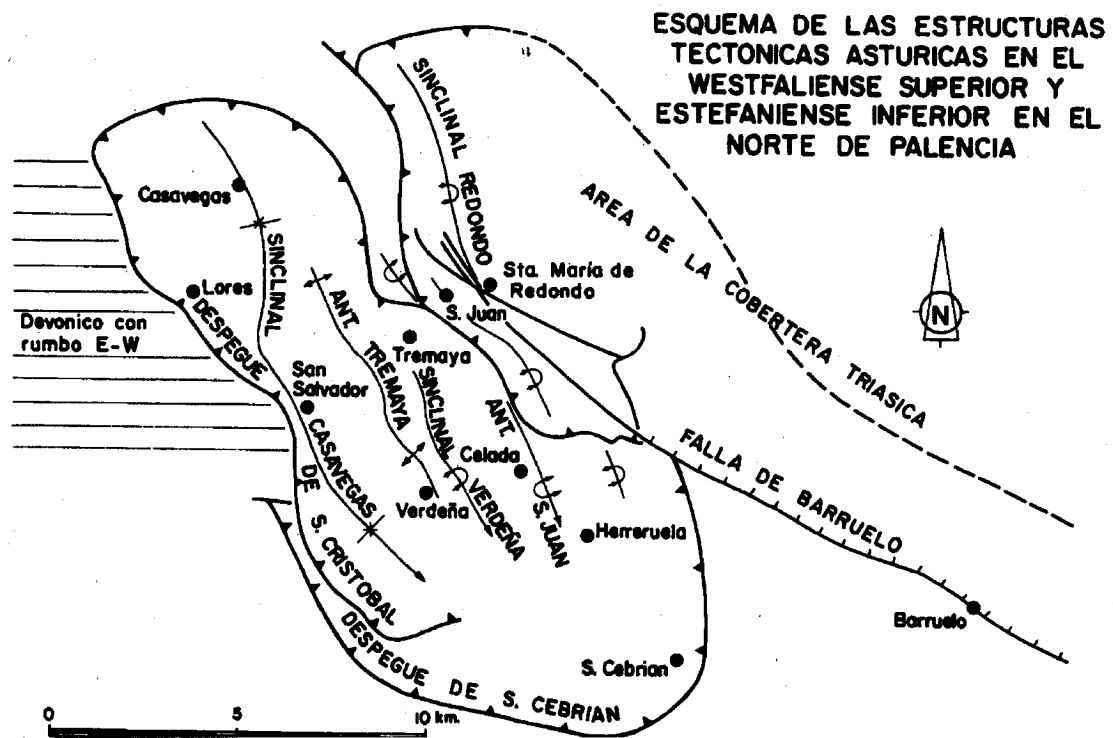 ESQUEMA DE LAS ESTRUCTURAS
TECTONICAS ASTURICAS EN EL
WESTFALIENSE SUPERIOR Y
ESTEFANIENSE INFERIOR EN EL
NORTE DE PALENCIA
SINCLINAL REDONDO
AREA DE LA COBERTERA TRIASICA
Casavegas
SINCLINAL
CASAVEGAS
Sta. María de
Redondo
N
Lores
S. Juan
DESPEGUE
DE
S. CRISTOBAL
Devonico con
rumbo E-W
ANT.
TREMAYA
Tremaya
San
Salvador
SINCLINAL
VERDEÑA
ANT.
S. JUAN
Celada
FALLA DE BARRUELO
Verdeña
Herreruela
Barruelo
S. Cebrian
DESPEGUE DE S. CEBRIAN
0
5
10 km.